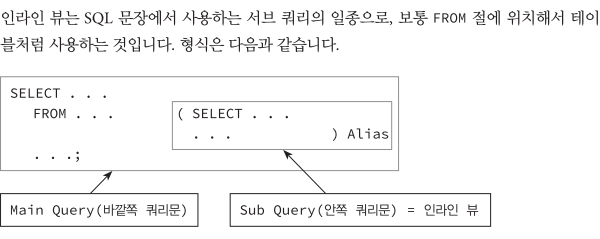 인라인 뷰는 SQL 문장에서 사용하는 서브 쿼리의 일종으로, 보통 FROM 절에 위치해서 테이
블처럼 사용하는 것입니다. 형식은 다음과 같습니다.
SELECT . . .
FROM . . . ( SELECT . . .
. . . ) Alias
. . .;
Main Query(바깥쪽 쿼리문) Sub Query(안쪽 쿼리문) = 인라인 뷰